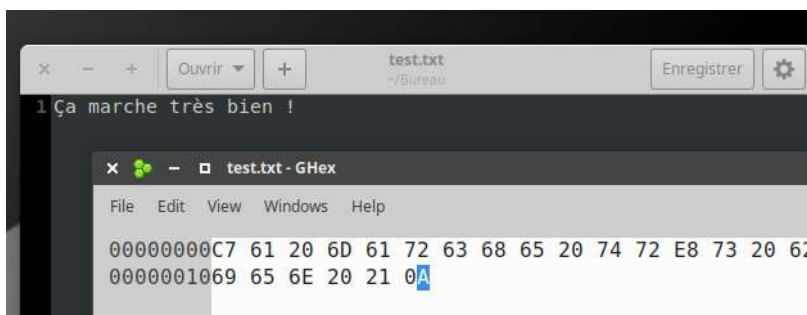 Ouvrir
test.txt
~/Bureau
Enregistrer
1 Ça marche très bien !
test.txt - GHex
File Edit View Windows Help
00000000C7 61 20 6D 61 72 63 68 65 20 74 72 E8 73 20 62
0000001069 65 6E 20 21 0A